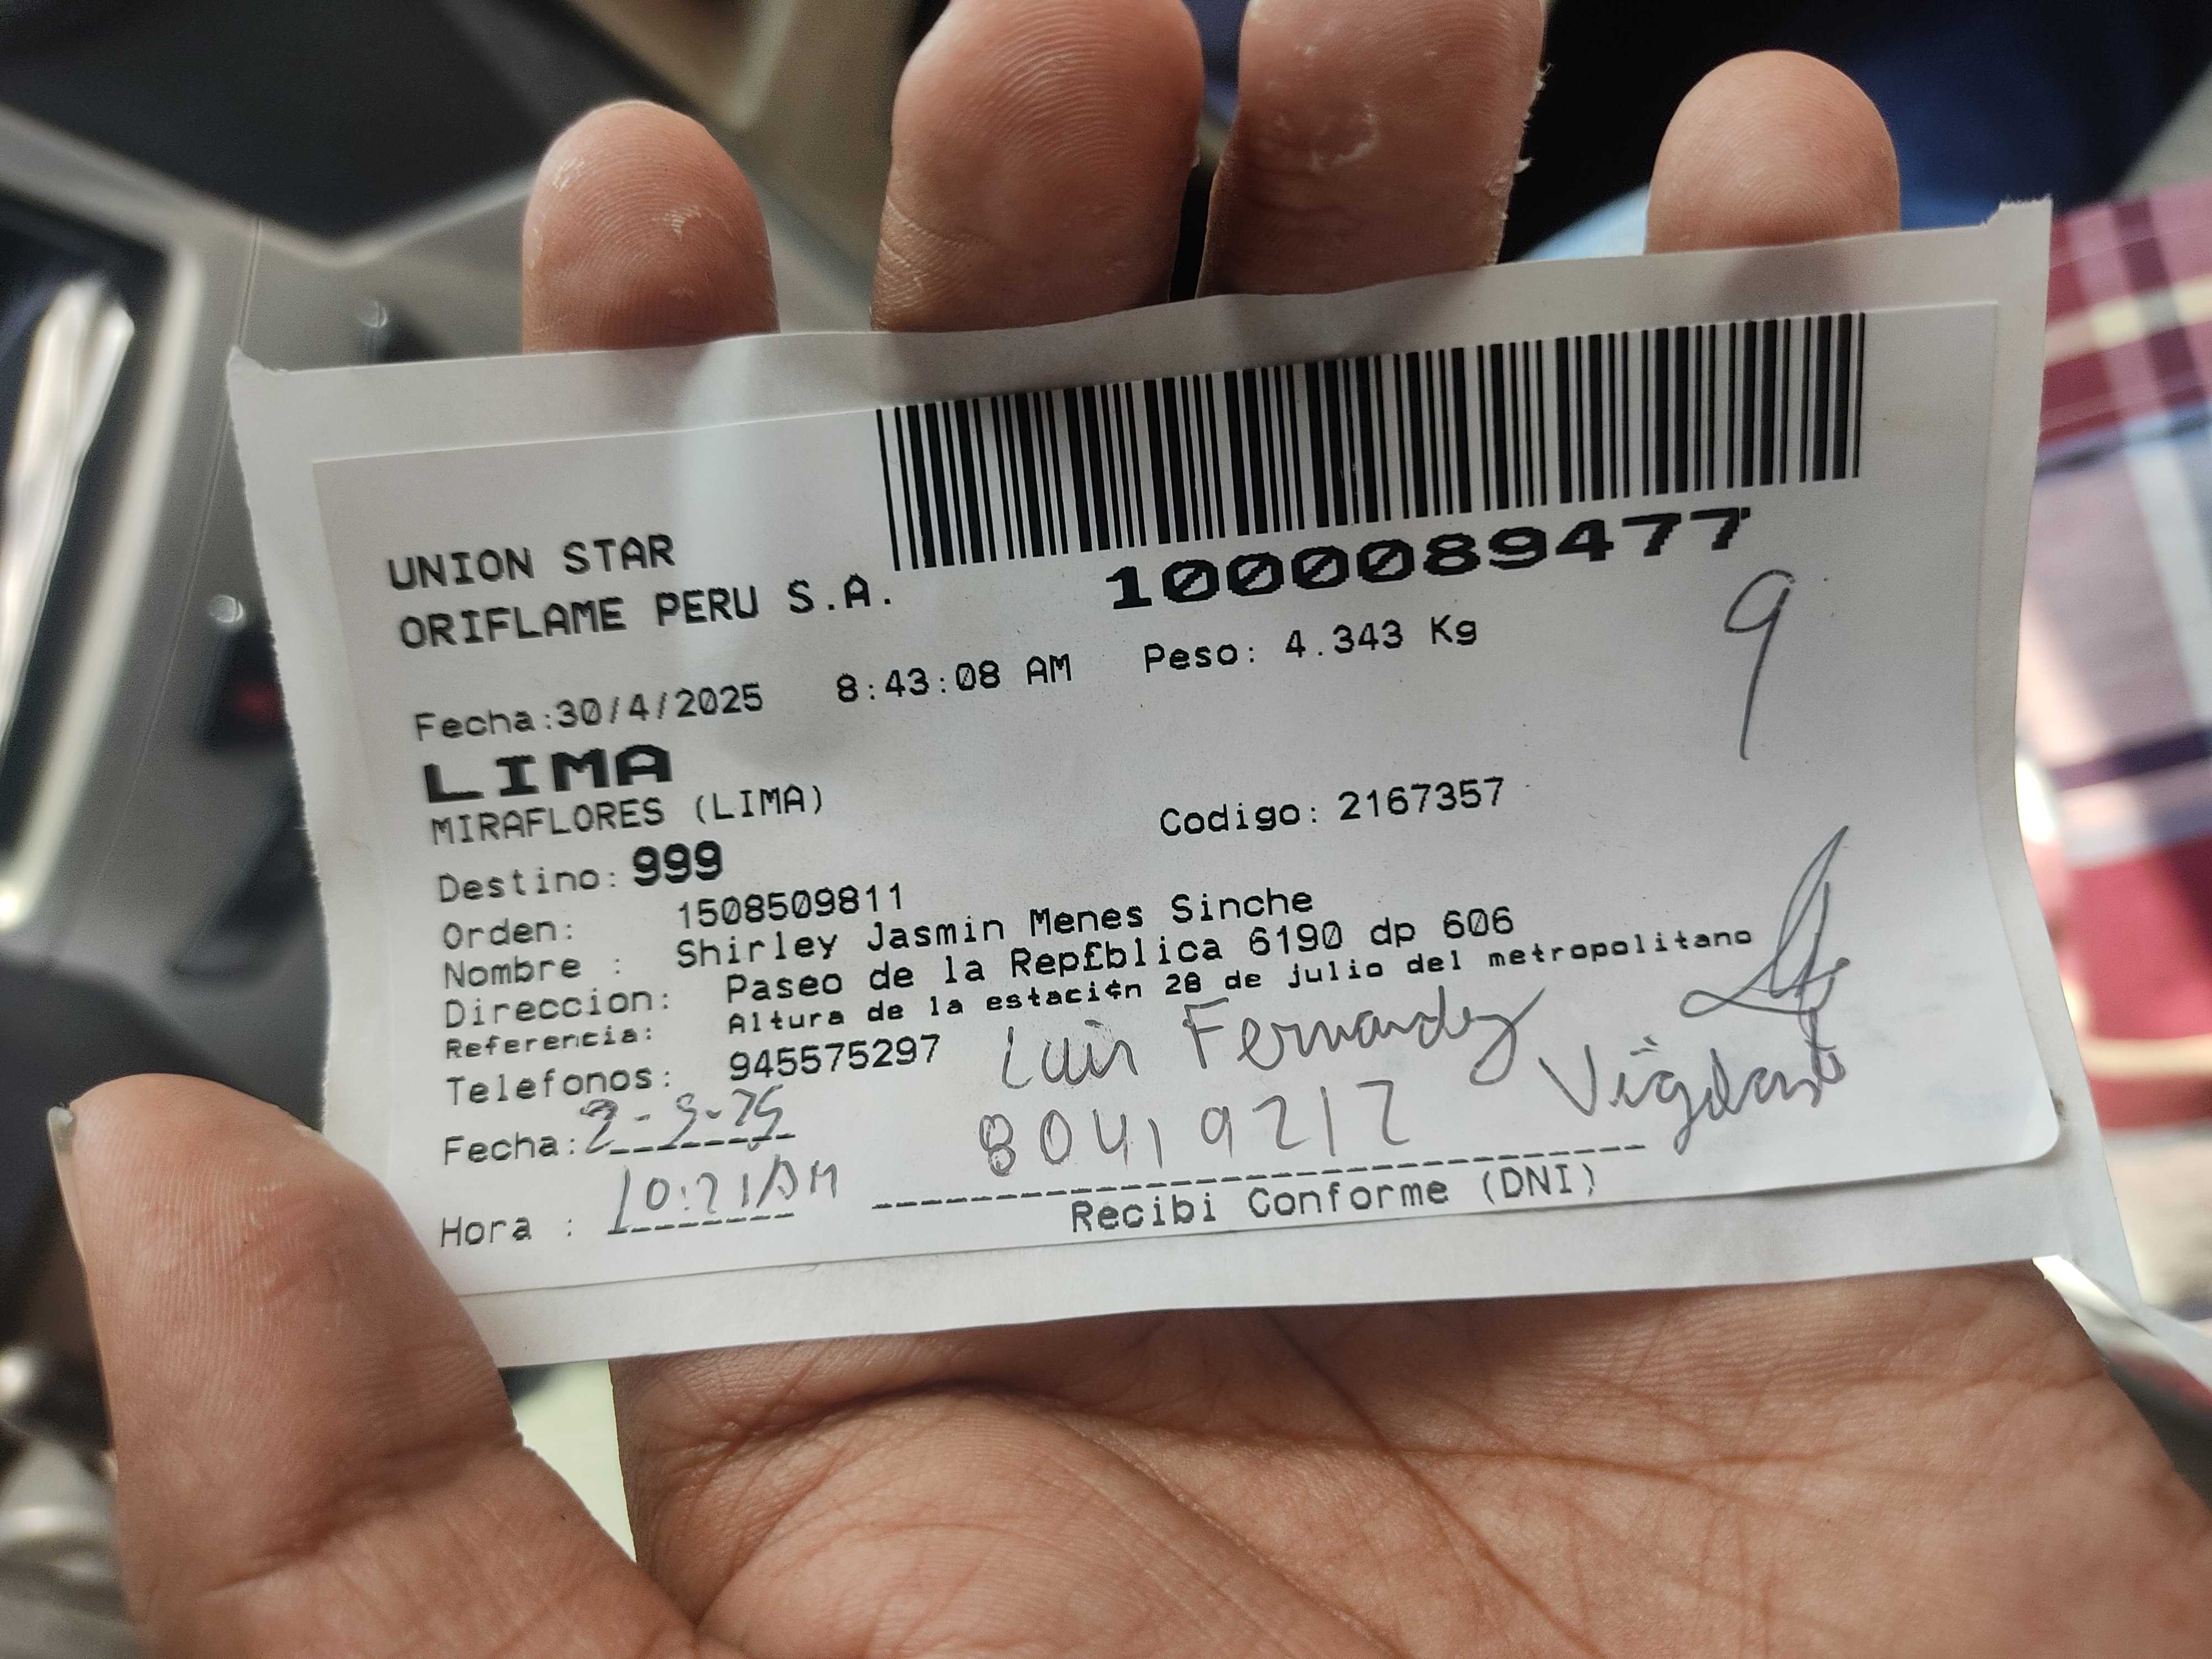 UNION STAR
ORIFLAME PERU S.A.
1000089477
Fecha:30/4/2025 8:43:08 AM Peso: 4.343 Kg
9
LIMA
MIRAFLORES (LIMA)
Codigo: 2167357
Destino: 999
Orden: 1508509811
Nombre : Shirley Jasmin Menes Sinche
Direccion: Paseo de la Rep£blica 6190 dp 606
Referencia: Altura de la estaci¢n 28 de julio del metropolitano
Telefonos: 945575297
Luis Fernandez
Vigilante
Fecha:
80419212
Hora : 10:21AM
Recibi Conforme (DNI)